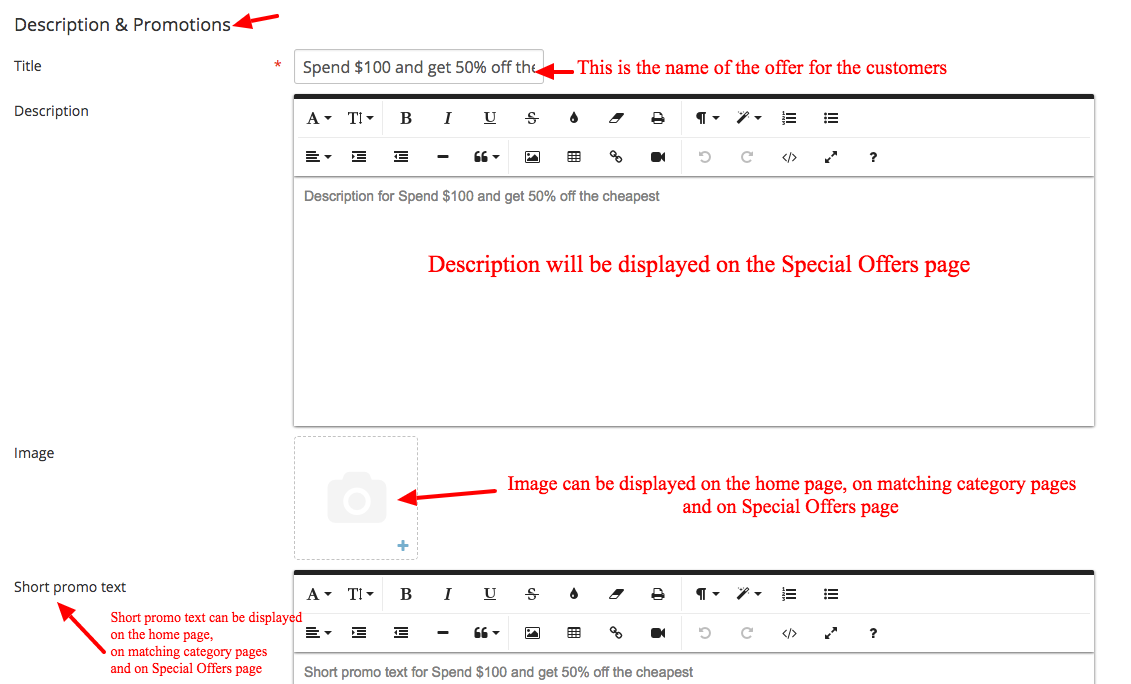 Description & Promotions
Title * Spend $100 and get 50% off the This is the name of the offer for the customers
Description
A T B I U S ¶
" </> ?
Description for Spend $100 and get 50% off the cheapest
Description will be displayed on the Special Offers page
Image
Image can be displayed on the home page, on matching category pages
and on Special Offers page
+
Short promo text
A T B I U S ¶
Short promo text can be displayed
on the home page,
on matching category pages
and on Special Offers page
" </> ?
Short promo text for Spend $100 and get 50% off the cheapest